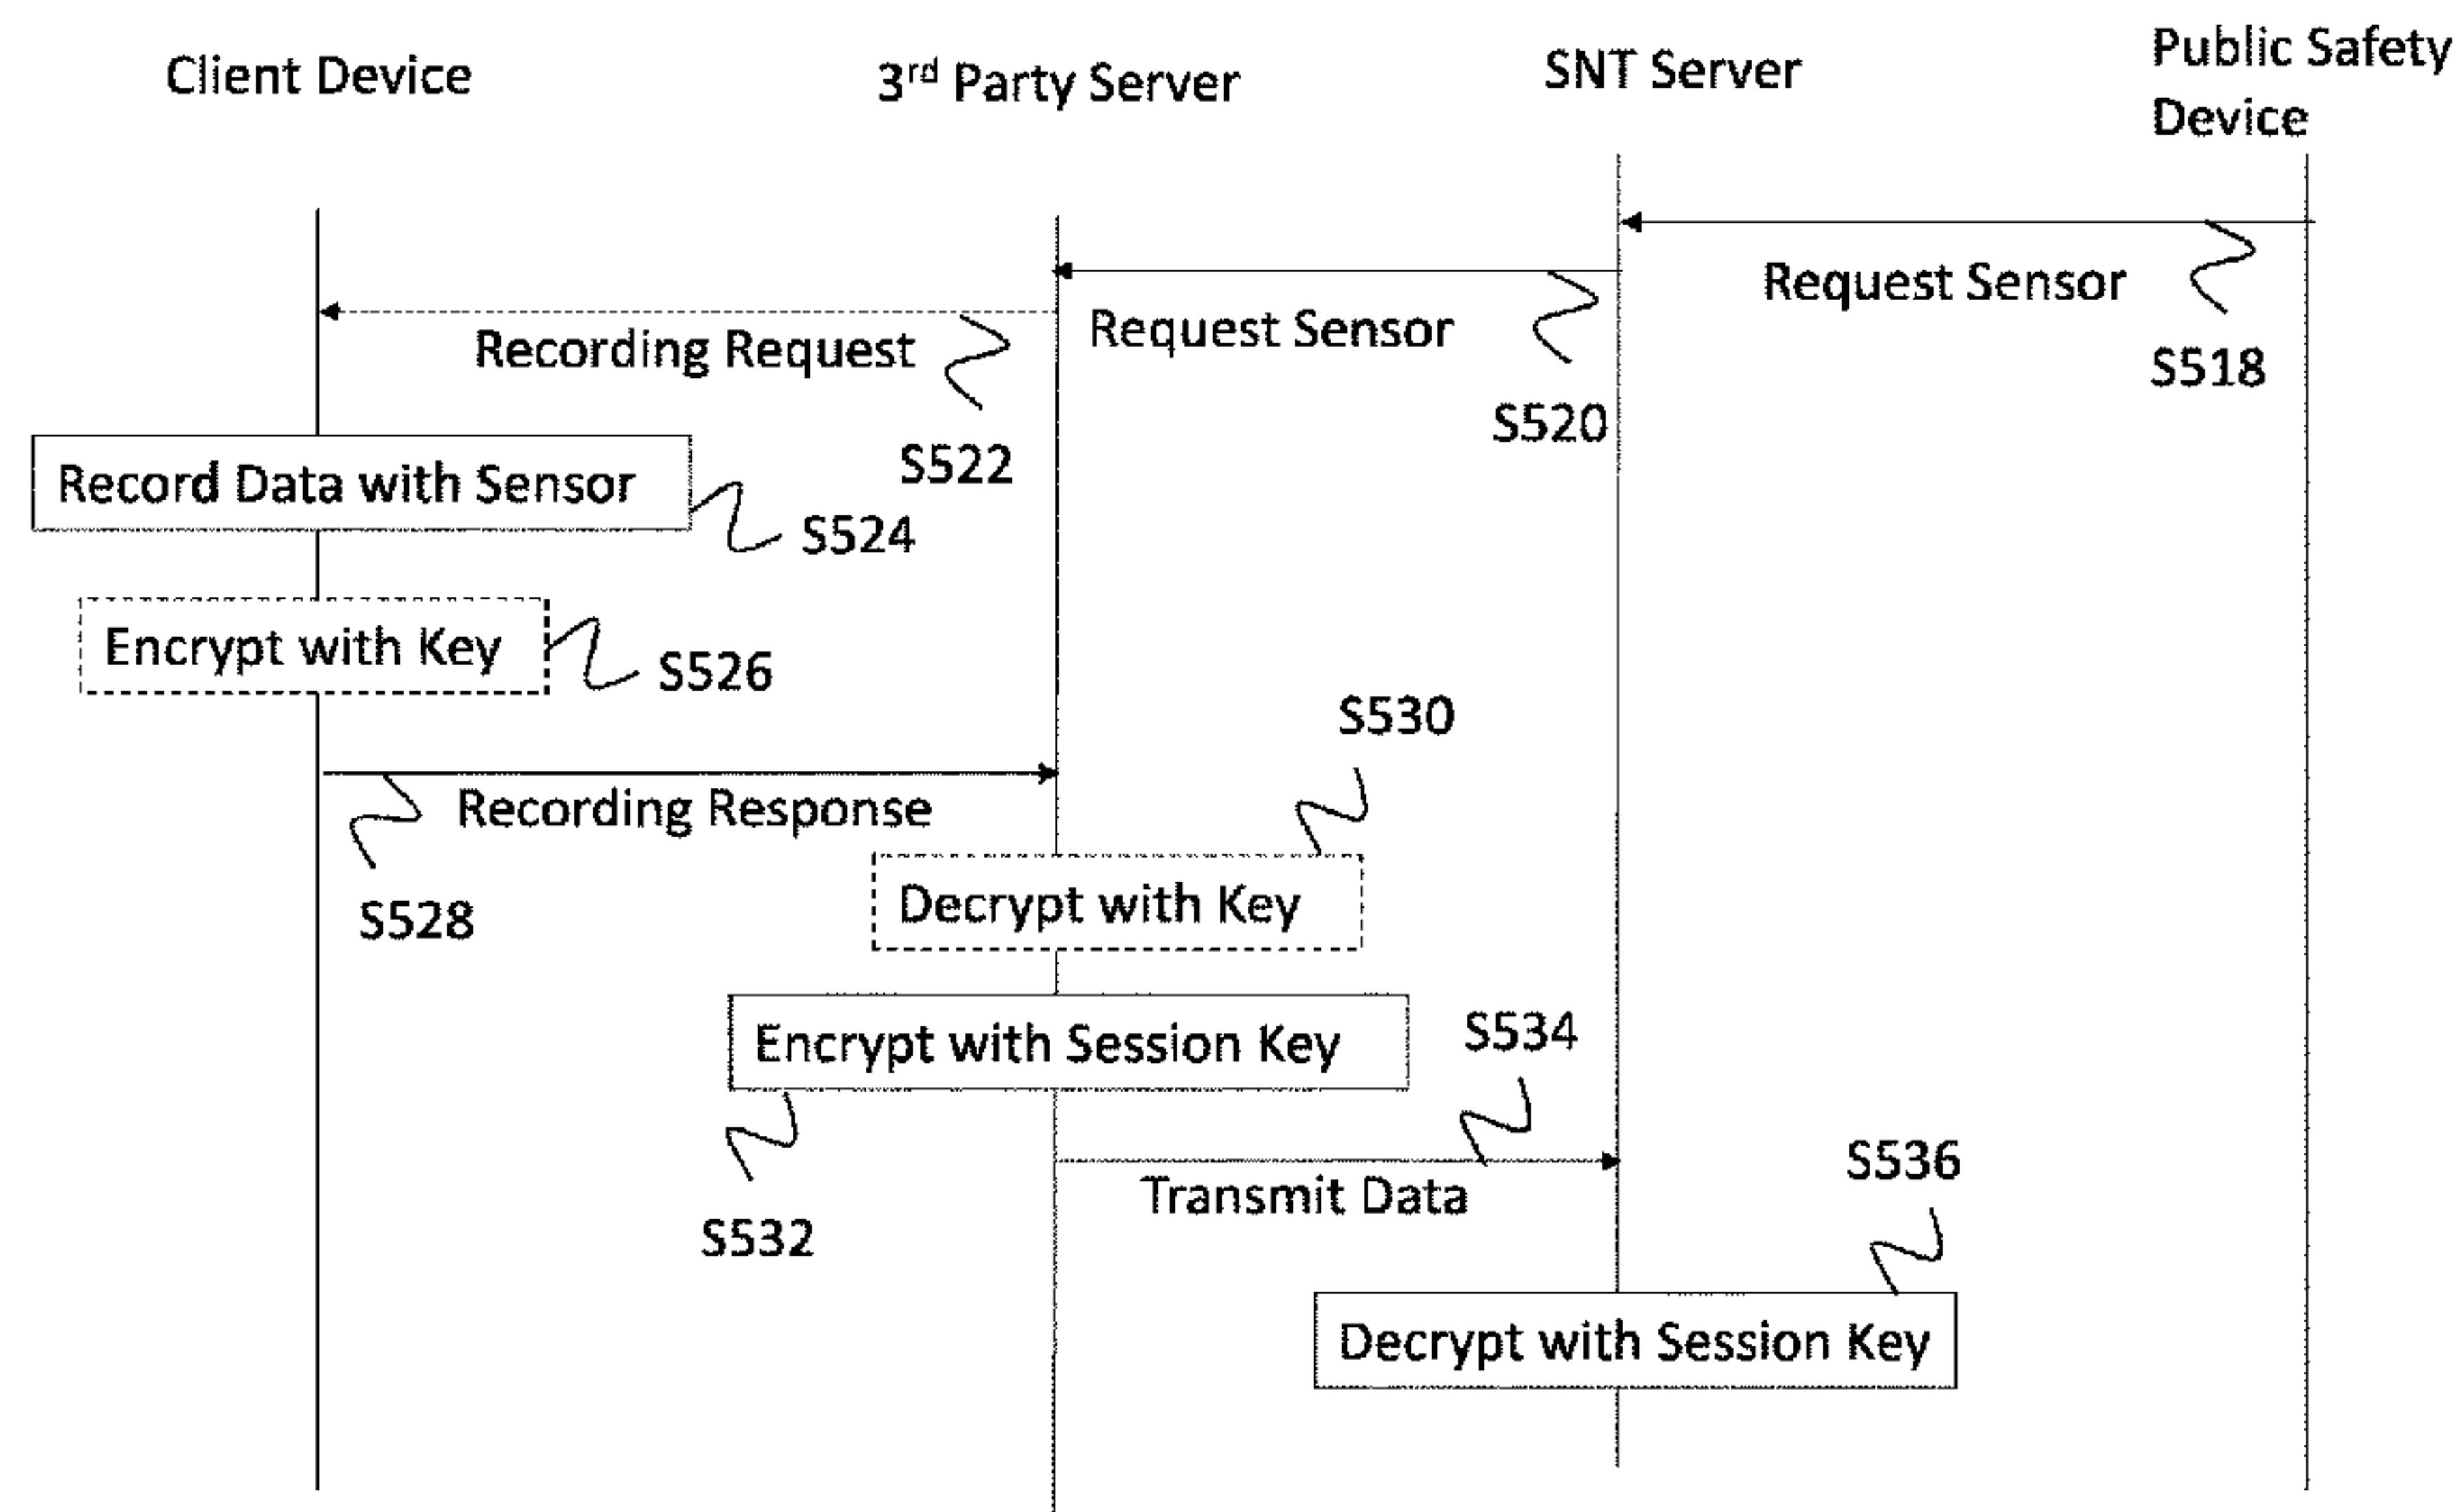 Client Device
3rd Party Server
SNT Server
Public Safety
Device
Request Sensor
S518
Request Sensor
S520
Recording Request
S522
Record Data with Sensor
S524
Encrypt with Key
S526
Recording Response
S528
S530
Decrypt with Key
Encrypt with Session Key
S532
S534
Transmit Data
S536
Decrypt with Session Key